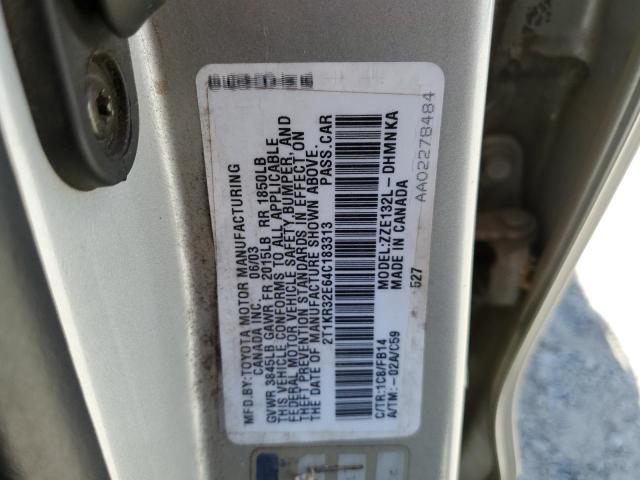 MFD.BY:TOYOTA MOTOR MANUFACTURING
CANADA INC. 06/03
GVWR 3845LB GAWR FR 2015LB RR 1850LB
THIS VEHICLE CONFORMS TO ALL APPLICABLE
FEDERAL MOTOR VEHICLE SAFETY, BUMPER, AND
THEFT PREVENTION STANDARDS IN EFFECT ON
THE DATE OF MANUFACTURE SHOWN ABOVE.
2T1KR32E64C183313 PASS.CAR
C/TR:1C8/FB14 MODEL:ZZE132L-DHMNKA
A/TM:-02A/C59 MADE IN CANADA
527 AA02278484